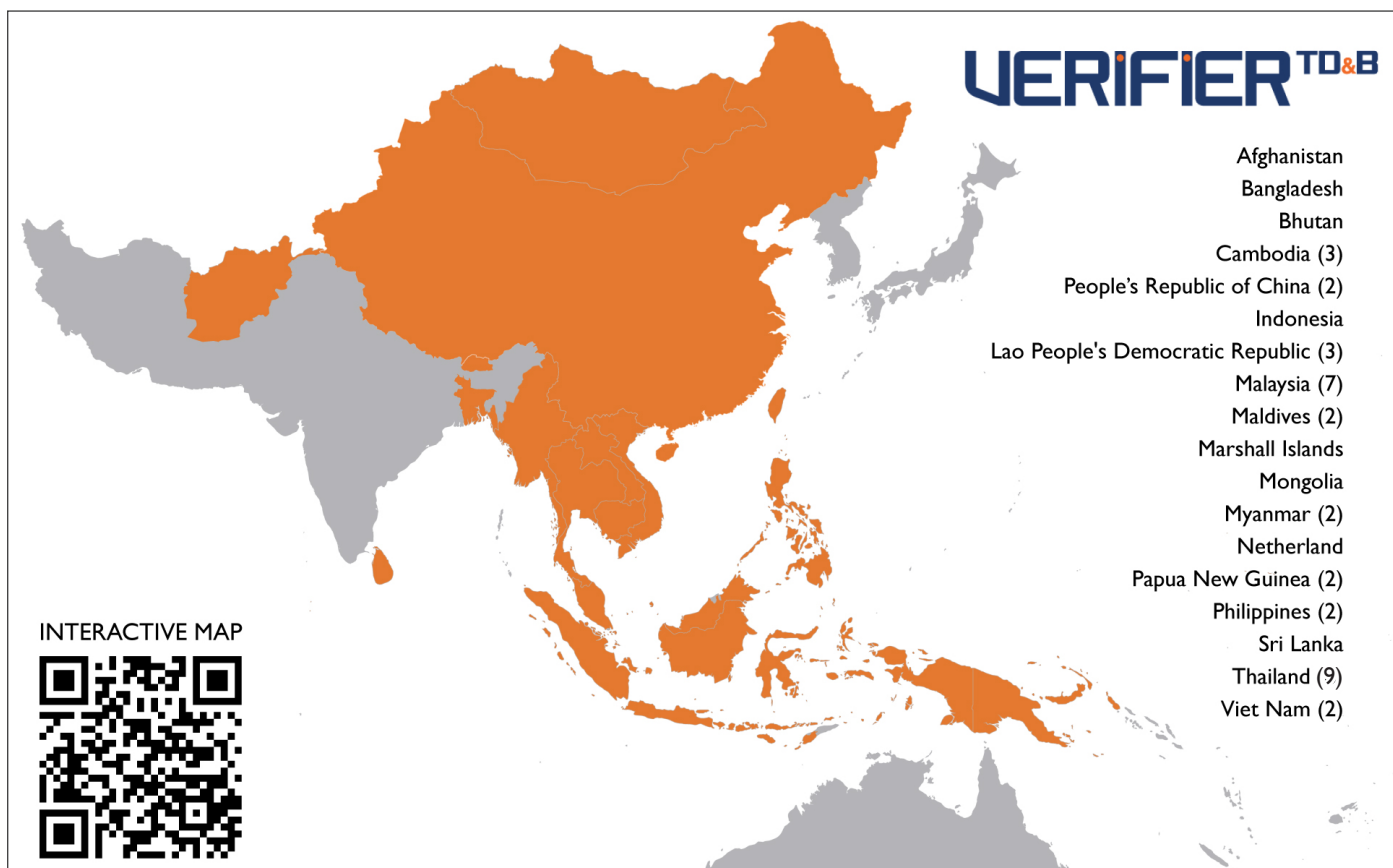 VERiFiER TD&B
Afghanistan
Bangladesh
Bhutan
Cambodia (3)
People’s Republic of China (2)
Indonesia
Lao People's Democratic Republic (3)
Malaysia (7)
Maldives (2)
Marshall Islands
Mongolia
Myanmar (2)
Netherland
Papua New Guinea (2)
Philippines (2)
Sri Lanka
Thailand (9)
Viet Nam (2)
INTERACTIVE MAP